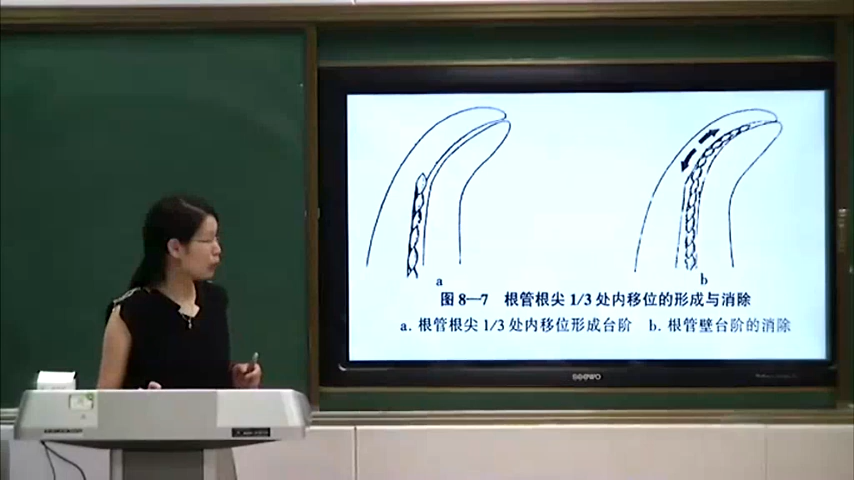 a
b
图 8—7 根管根尖 1/3 处内移位的形成与消除
a. 根管根尖 1/3 处内移位形成台阶 b. 根管壁台阶的消除